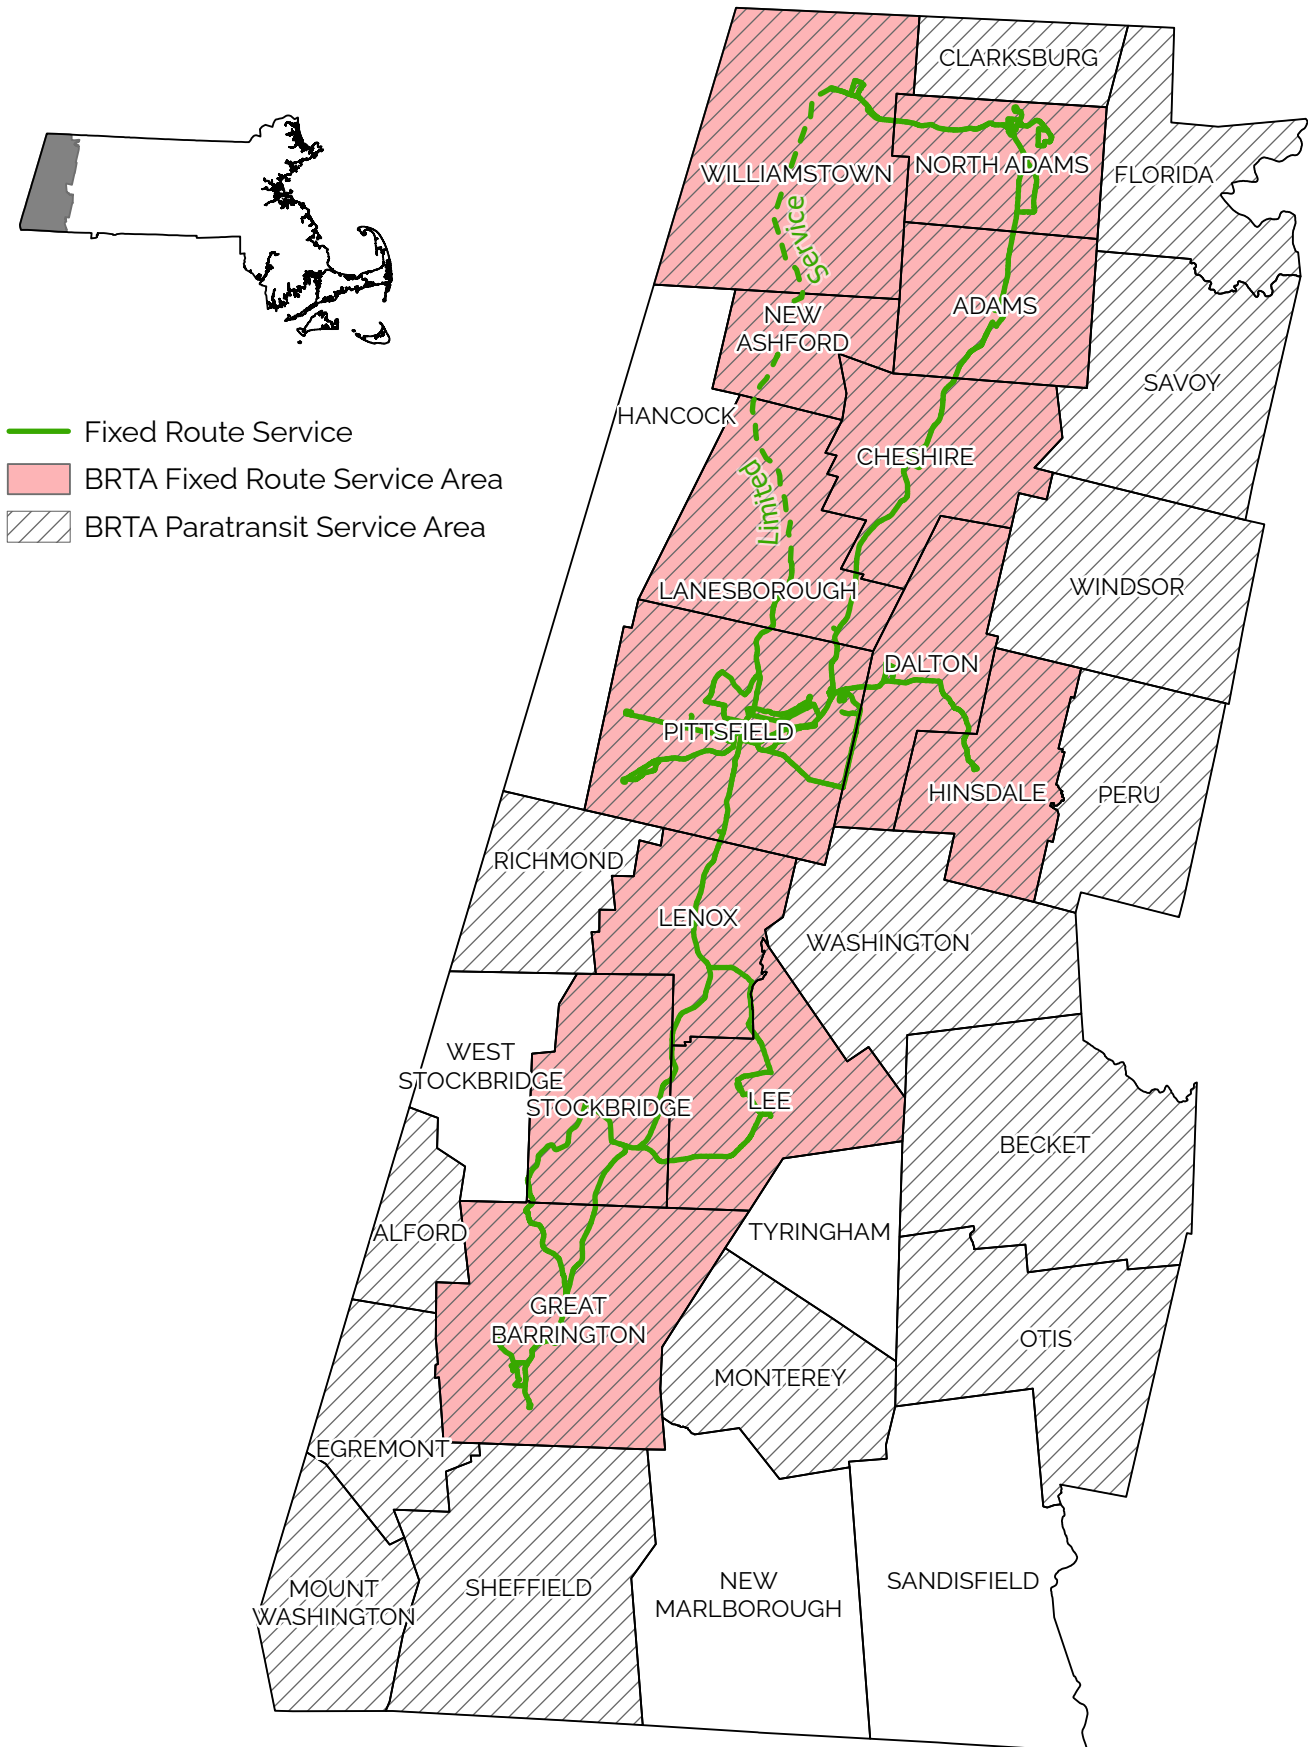 CLARKSBURG
WILLIAMSTOWN
NORTH ADAMS
FLORIDA
Service
ADAMS
NEW
ASHFORD
SAVOY
HANCOCK
Fixed Route Service
CHESHIRE
BRTA Fixed Route Service Area
Limited
BRTA Paratransit Service Area
WINDSOR
LANESBOROUGH
DALTON
PITTSFIELD
HINSDALE
PERU
RICHMOND
LENOX
WASHINGTON
WEST
STOCKBRIDGE
STOCKBRIDGE
LEE
BECKET
ALFORD
TYRINGHAM
GREAT
BARRINGTON
OTIS
MONTEREY
EGREMONT
MOUNT
WASHINGTON
SHEFFIELD
NEW
MARLBOROUGH
SANDISFIELD